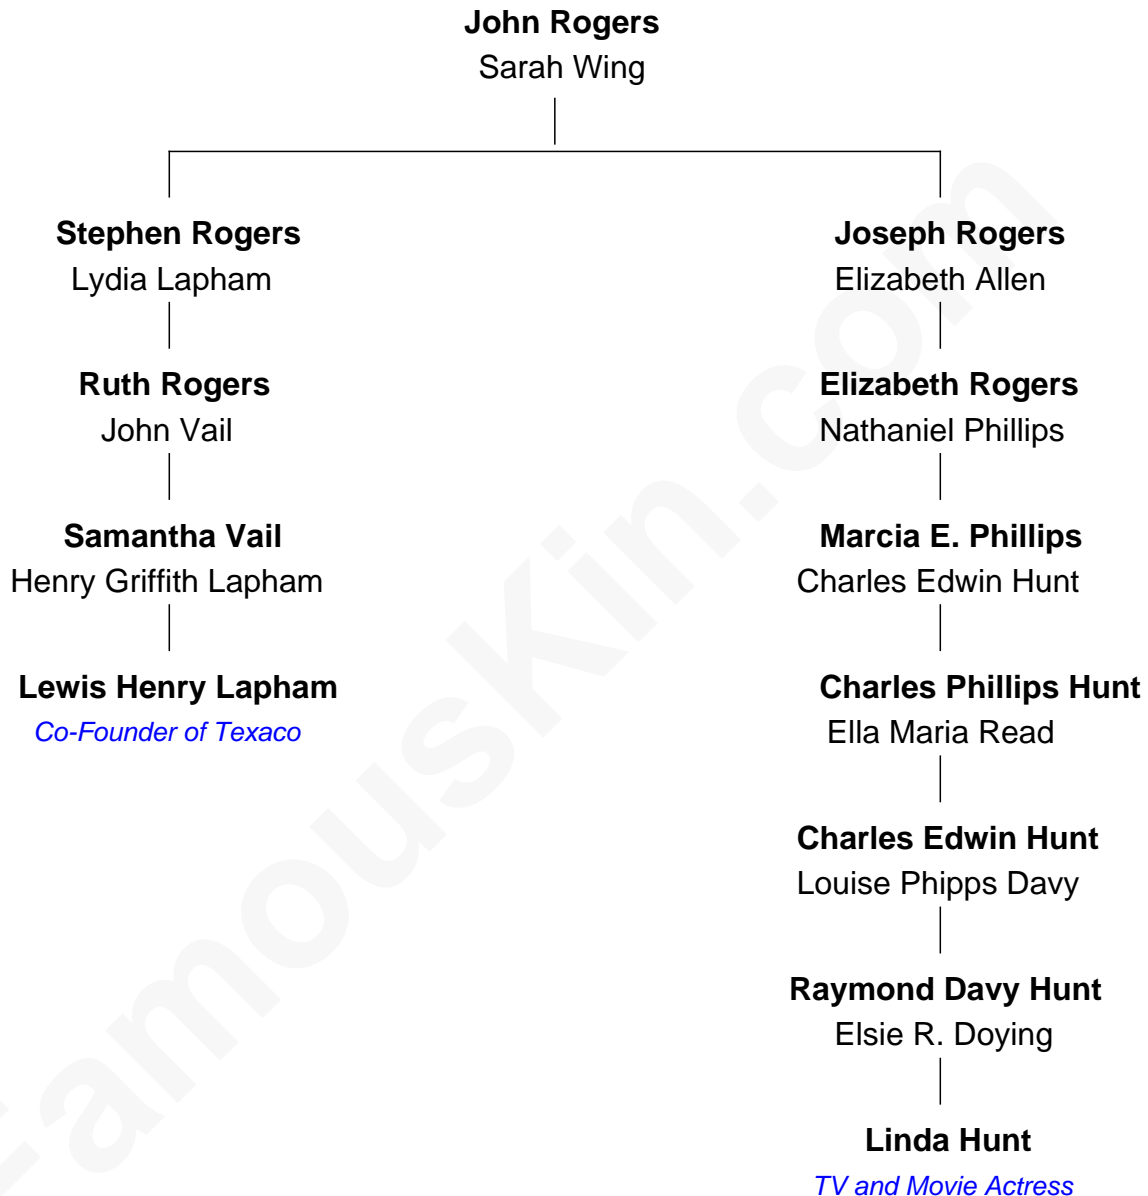 John Rogers
Sarah Wing
Stephen Rogers
Lydia Lapham
Ruth Rogers
John Vail
Samantha Vail
Henry Griffith Lapham
Lewis Henry Lapham
Co-Founder of Texaco
Joseph Rogers
Elizabeth Allen
Elizabeth Rogers
Nathaniel Phillips
Marcia E. Phillips
Charles Edwin Hunt
Charles Phillips Hunt
Ella Maria Read
Charles Edwin Hunt
Louise Phipps Davy
Raymond Davy Hunt
Elsie R. Doying
Linda Hunt
TV and Movie Actress
FamousKin.com